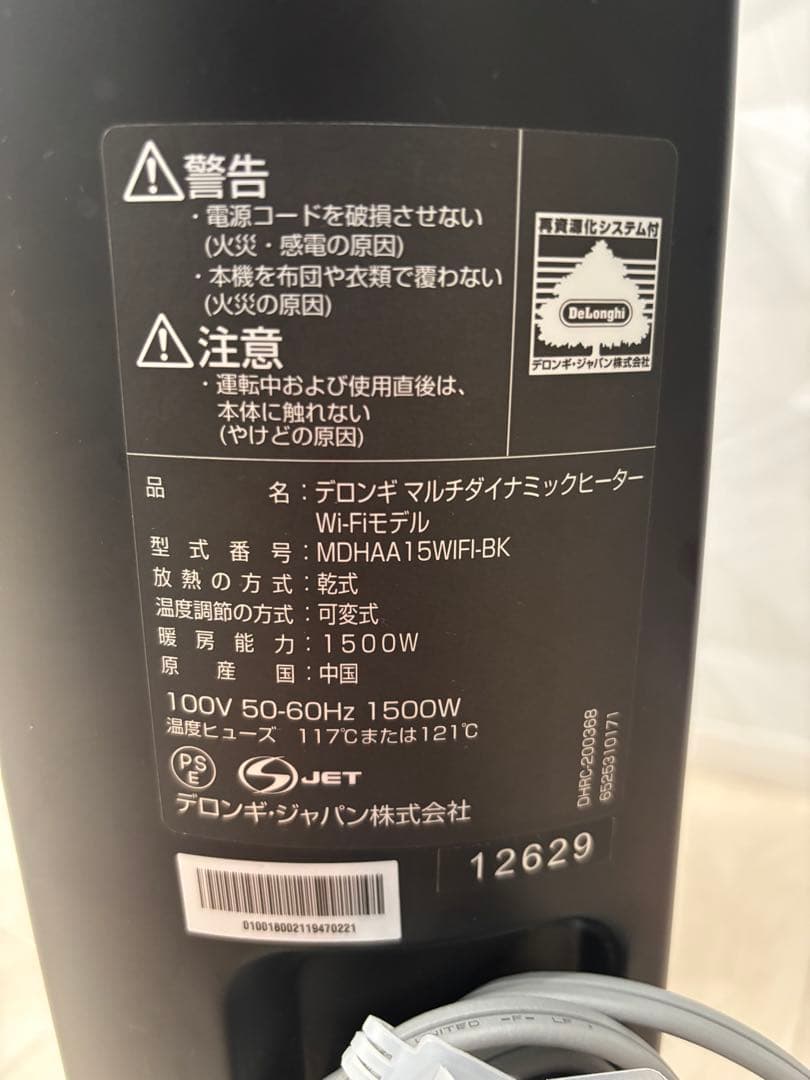 警告
・電源コードを破損させない
(火災・感電の原因)
・本機を布団や衣類で覆わない
(火災の原因)
注意
・運転中および使用直後は、
本体に触れない
(やけどの原因)
再資源化システム付
DeLonghi
デロンギ・ジャパン株式会社
品名：デロンギ マルチダイナミックヒーター
Wi-Fiモデル
型式番号：MDHAA15WIFI-BK
放熱の方式：乾式
温度調節の方式：可変式
暖房能力：1500W
原産国：中国
100V 50-60Hz 1500W
温度ヒューズ 117℃または121℃
PSE
JET
デロンギ・ジャパン株式会社
DHRC-200368
6525310171
12629
010018002119470221
UNITED -F- LF